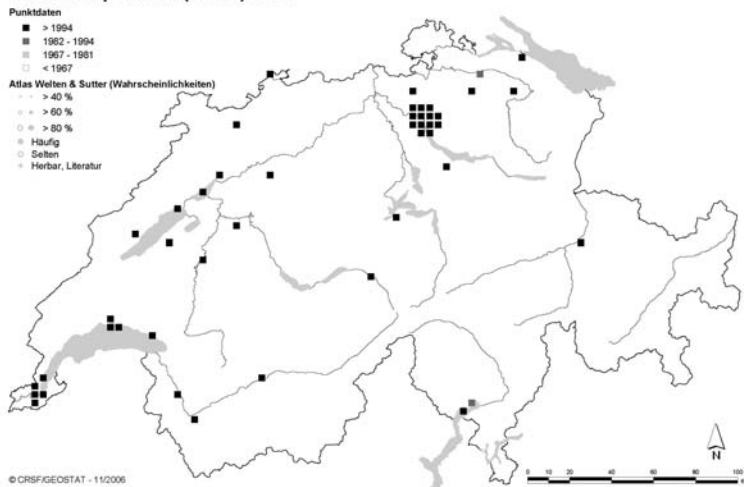 Punktdaten
> 1994
1982 - 1994
1967 - 1981
< 1967
Atlas Welten & Sutter (Wahrscheinlichkeiten)
> 40 %
> 60 %
> 80 %
Häufig
Selten
Herbar, Literatur
N
0 20 40 60 80 100
© CRSF/GEOSTAT - 11/2006